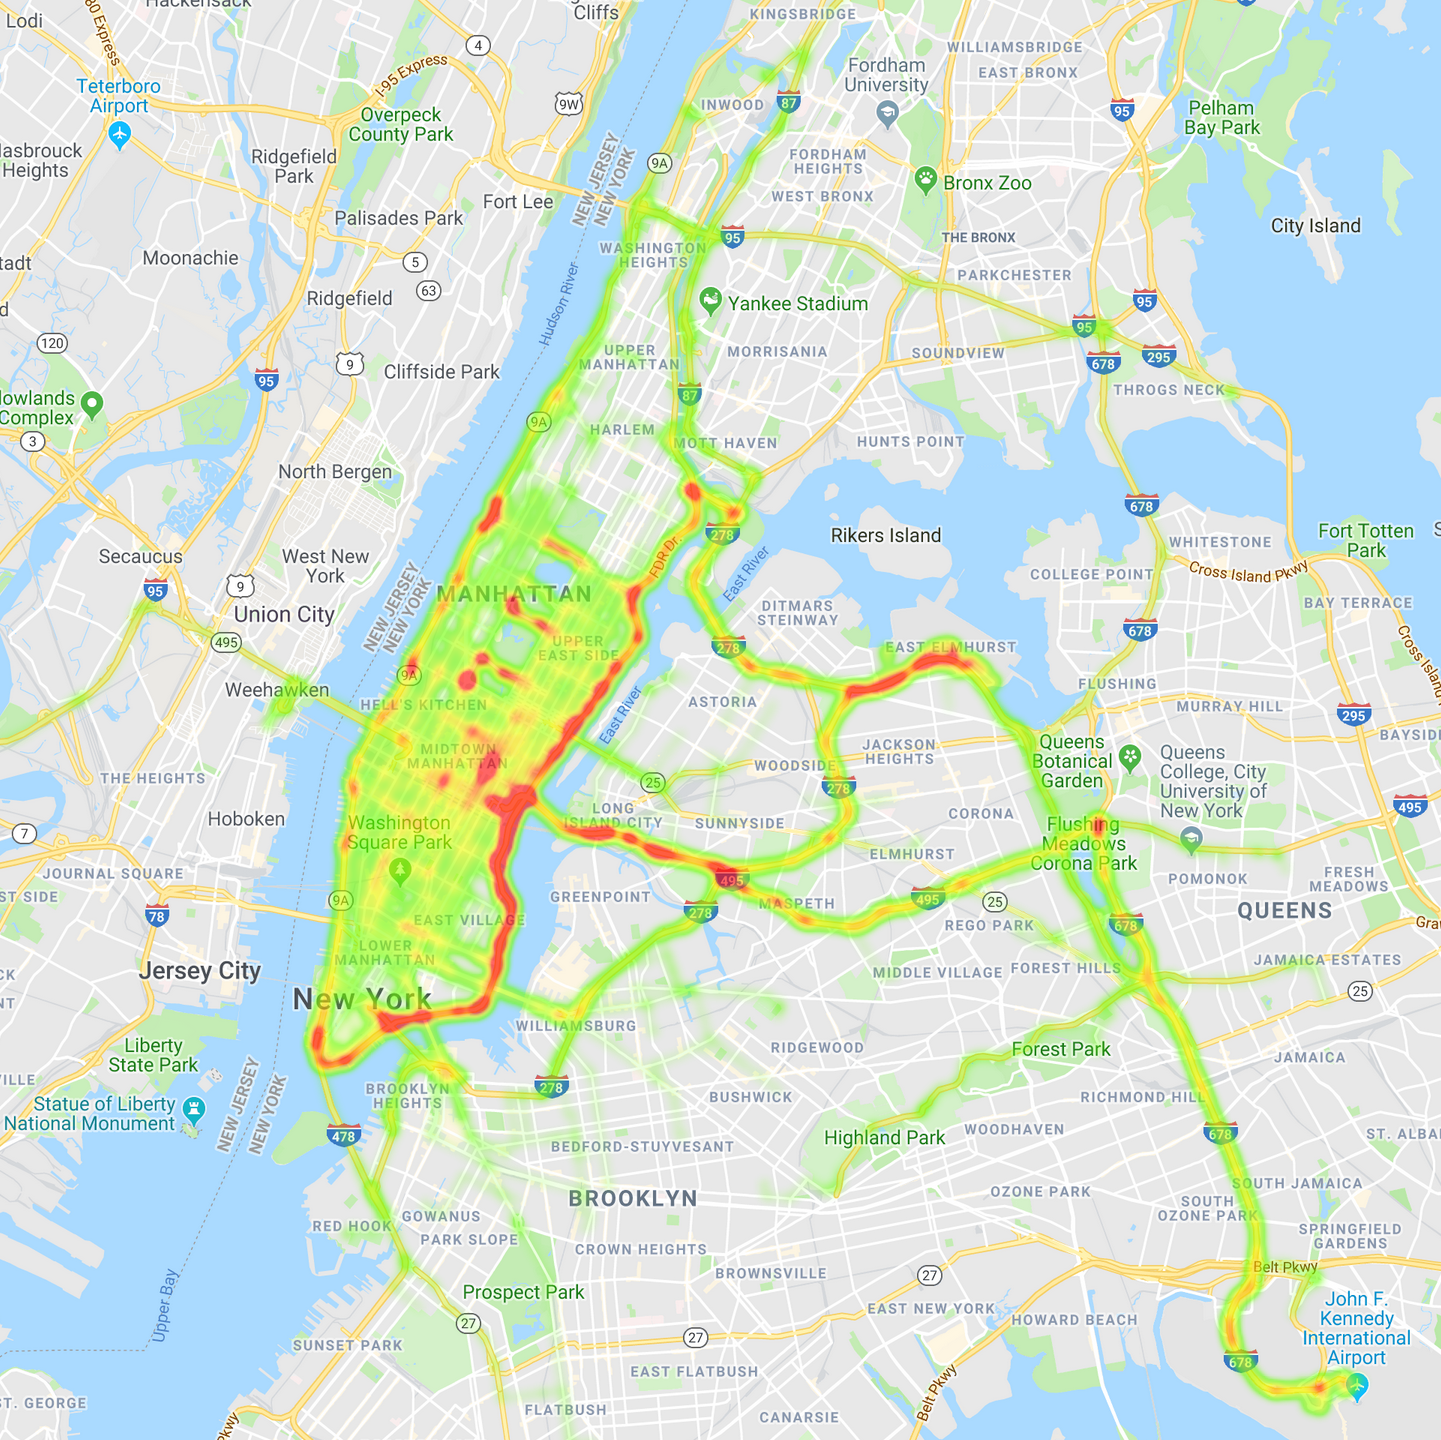 Lodi
Hackensack
Cliffs
KINGSBRIDGE
80 Express
4
I-95 Express
WILLIAMSBRIDGE
EAST BRONX
Fordham
University
Teterboro
Airport
9W
INWOOD
87
95
Pelham
Bay Park
Overpeck
County Park
Hasbrouck
Heights
Ridgefield
Park
9A
FORDHAM
HEIGHTS
NEW JERSEY
NEW YORK
Fort Lee
WEST BRONX
Bronx Zoo
Palisades Park
City Island
95
THE BRONX
WASHINGTON
HEIGHTS
Moonachie
5
63
PARKCHESTER
Ridgefield
Hudson River
Yankee Stadium
95
95
120
9
UPPER
MANHATTAN
MORRISANIA
SOUNDVIEW
678
295
Cliffside Park
95
87
THROGS NECK
Complex
3
9A
HARLEM
MOTT HAVEN
HUNTS POINT
North Bergen
678
278
Rikers Island
Fort Totten
Park
WHITESTONE
Secaucus
West New
York
FDR Dr.
East River
Cross Island Pkwy
COLLEGE POINT
95
9
MANHATTAN
DITMARS
STEINWAY
BAY TERRACE
Union City
NEW JERSEY
NEW YORK
678
495
UPPER
EAST SIDE
278
EAST ELMHURST
Cross Island
9A
Weehawken
HELL'S KITCHEN
East River
ASTORIA
FLUSHING
MURRAY HILL
295
BAYSIDE
MIDTOWN
MANHATTAN
JACKSON
HEIGHTS
Queens
Botanical
Garden
Queens
College, City
University of
New York
THE HEIGHTS
25
WOODSIDE
278
495
Hoboken
LONG
ISLAND CITY
SUNNYSIDE
CORONA
Washington
Square Park
7
Flushing
Meadows
Corona Park
ELMHURST
JOURNAL SQUARE
495
POMONOK
FRESH
MEADOWS
9A
GREENPOINT
278
MASPETH
495
25
QUEENS
78
EAST VILLAGE
REGO PARK
678
LOWER
MANHATTAN
JAMAICA ESTATES
Jersey City
MIDDLE VILLAGE
FOREST HILLS
25
New York
WILLIAMSBURG
Liberty
State Park
RIDGEWOOD
Forest Park
JAMAICA
NEW JERSEY
NEW YORK
Statue of Liberty
National Monument
BROOKLYN
HEIGHTS
278
BUSHWICK
RICHMOND HILL
478
Highland Park
WOODHAVEN
678
BEDFORD-STUYVESANT
BROOKLYN
OZONE PARK
SOUTH JAMAICA
SOUTH
OZONE PARK
RED HOOK
GOWANUS
PARK SLOPE
SPRINGFIELD
GARDENS
CROWN HEIGHTS
BROWNSVILLE
27
Belt Pkwy
Upper Bay
Prospect Park
EAST NEW YORK
HOWARD BEACH
John F.
Kennedy
International
Airport
27
27
SUNSET PARK
678
EAST FLATBUSH
Belt Pkwy
FLATBUSH
CANARSIE
ST. GEORGE